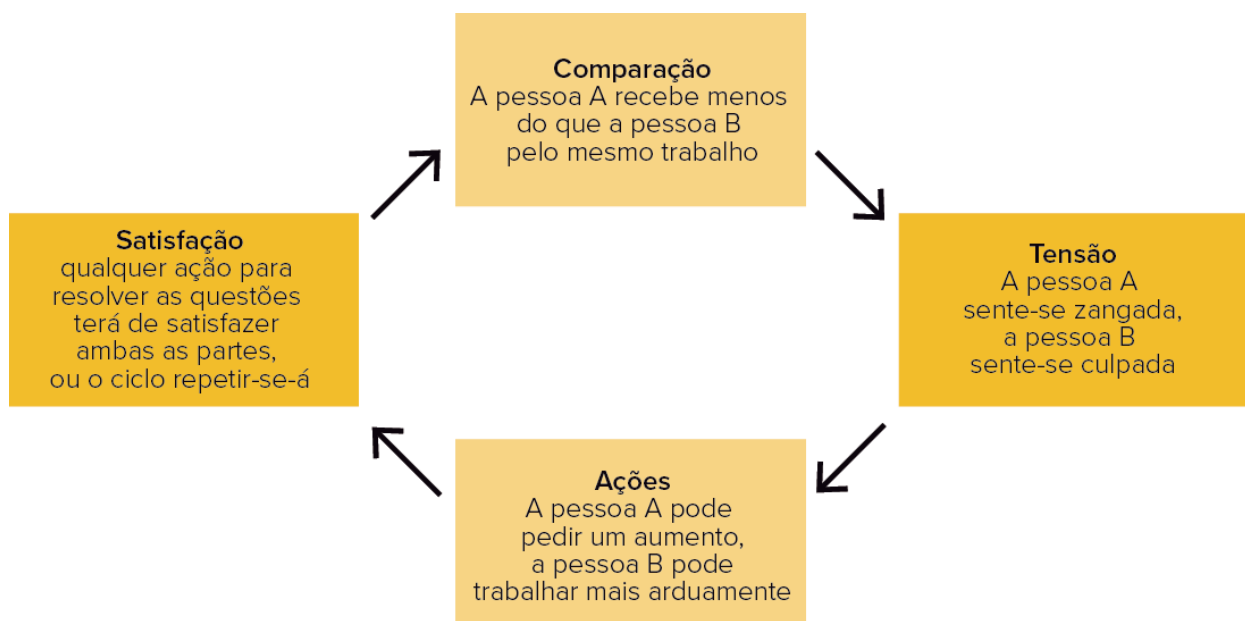 Comparação
A pessoa A recebe menos
do que a pessoa B
pelo mesmo trabalho
Tensão
A pessoa A
sente-se zangada,
a pessoa B
sente-se culpada
Ações
A pessoa A pode
pedir um aumento,
a pessoa B pode
trabalhar mais arduamente
Satisfação
qualquer ação para
resolver as questões
terá de satisfazer
ambas as partes,
ou o ciclo repetir-se-á